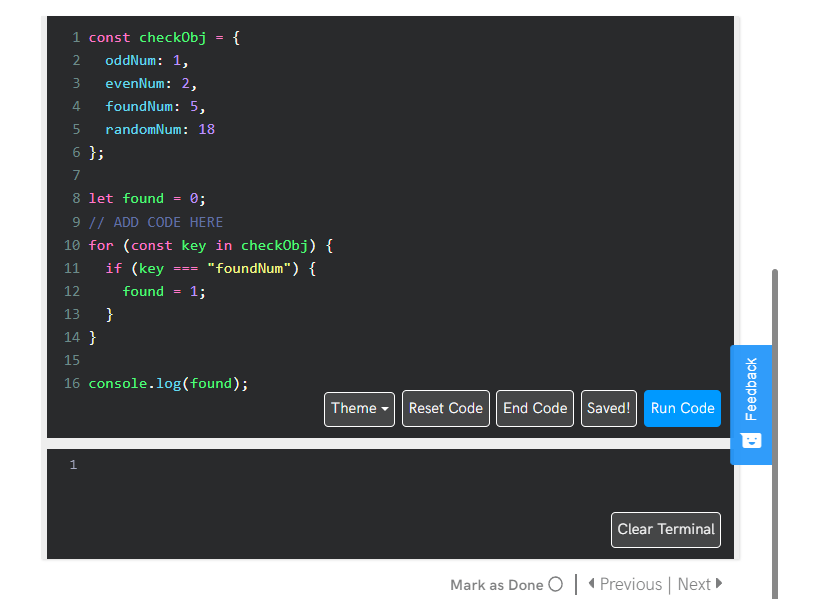 1 const checkObj = {
2   oddNum: 1,
3   evenNum: 2,
4   foundNum: 5,
5   randomNum: 18
6 };
7
8 let found = 0;
9 // ADD CODE HERE
10 for (const key in checkObj) {
11   if (key === "foundNum") {
12     found = 1;
13   }
14 }
15
16 console.log(found);
Theme Reset Code End Code Saved! Run Code
Feedback
1
Clear Terminal
Mark as Done | Previous | Next